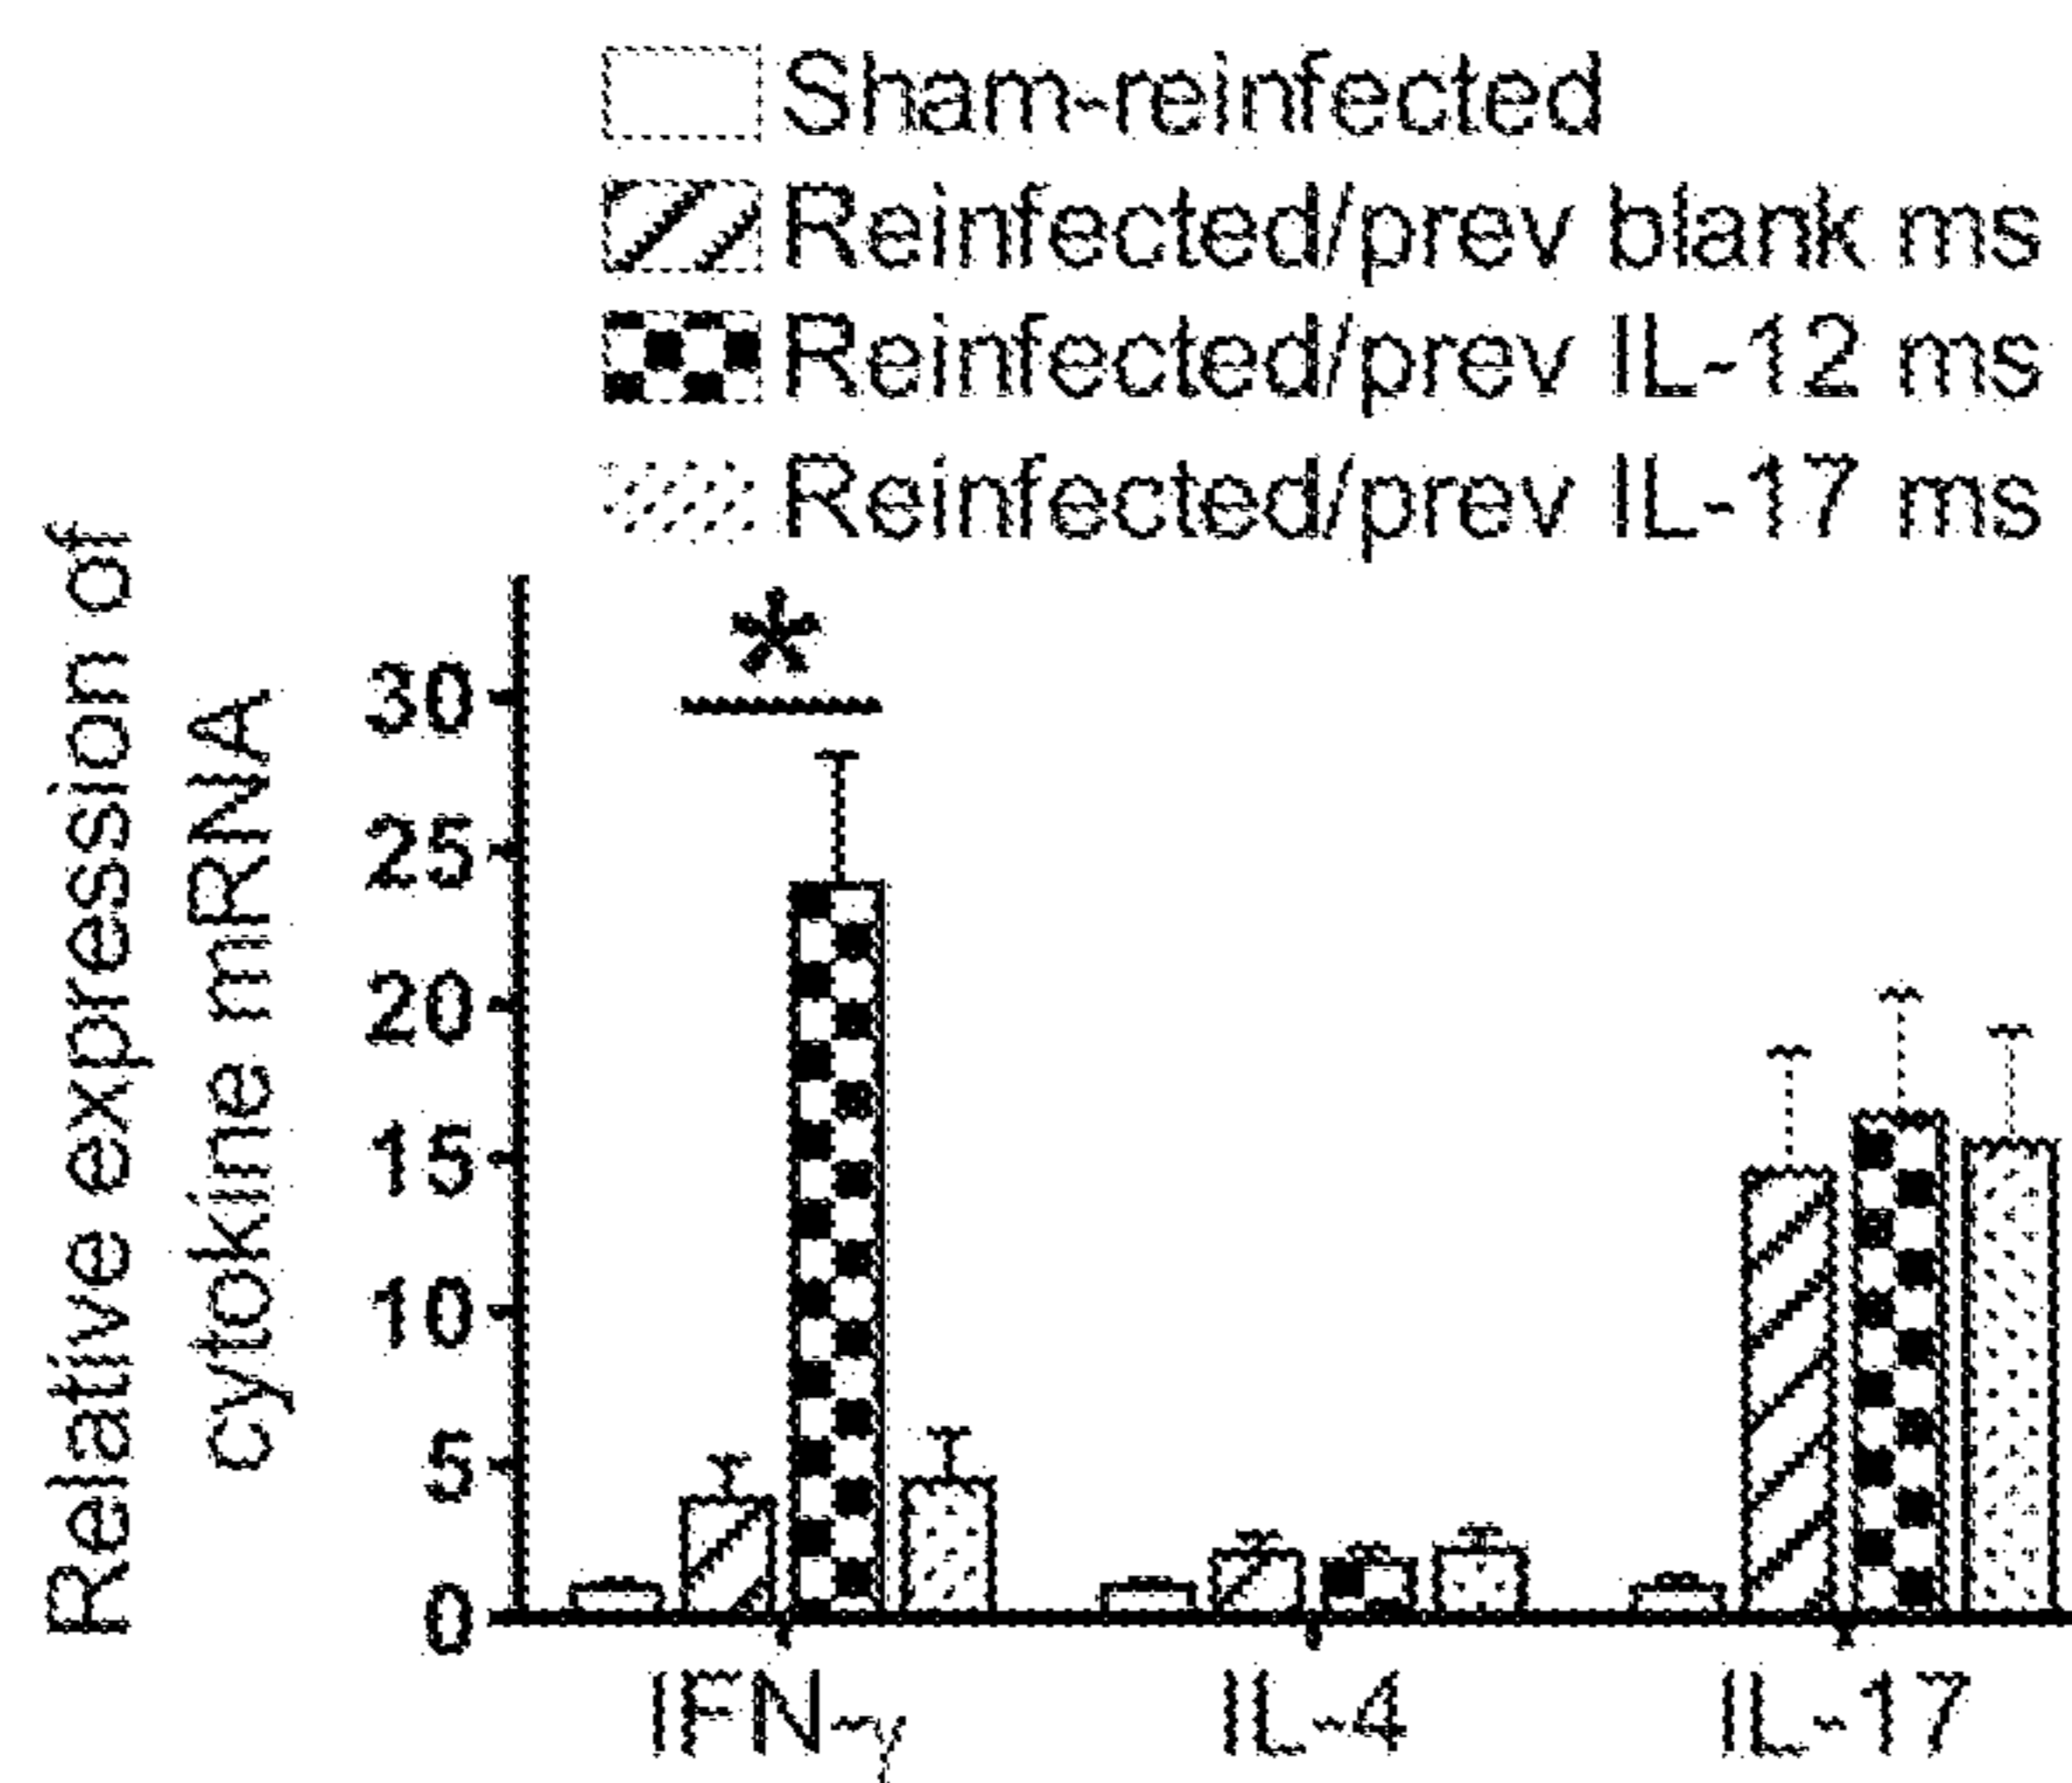 Sham-reinfected
Reinfected/prev blank ms
Reinfected/prev IL-12 ms
Reinfected/prev IL-17 ms
Relative expression of
cytokine mRNA
*
30
25
20
15
10
5
0
IFN-γ IL-4 IL-17